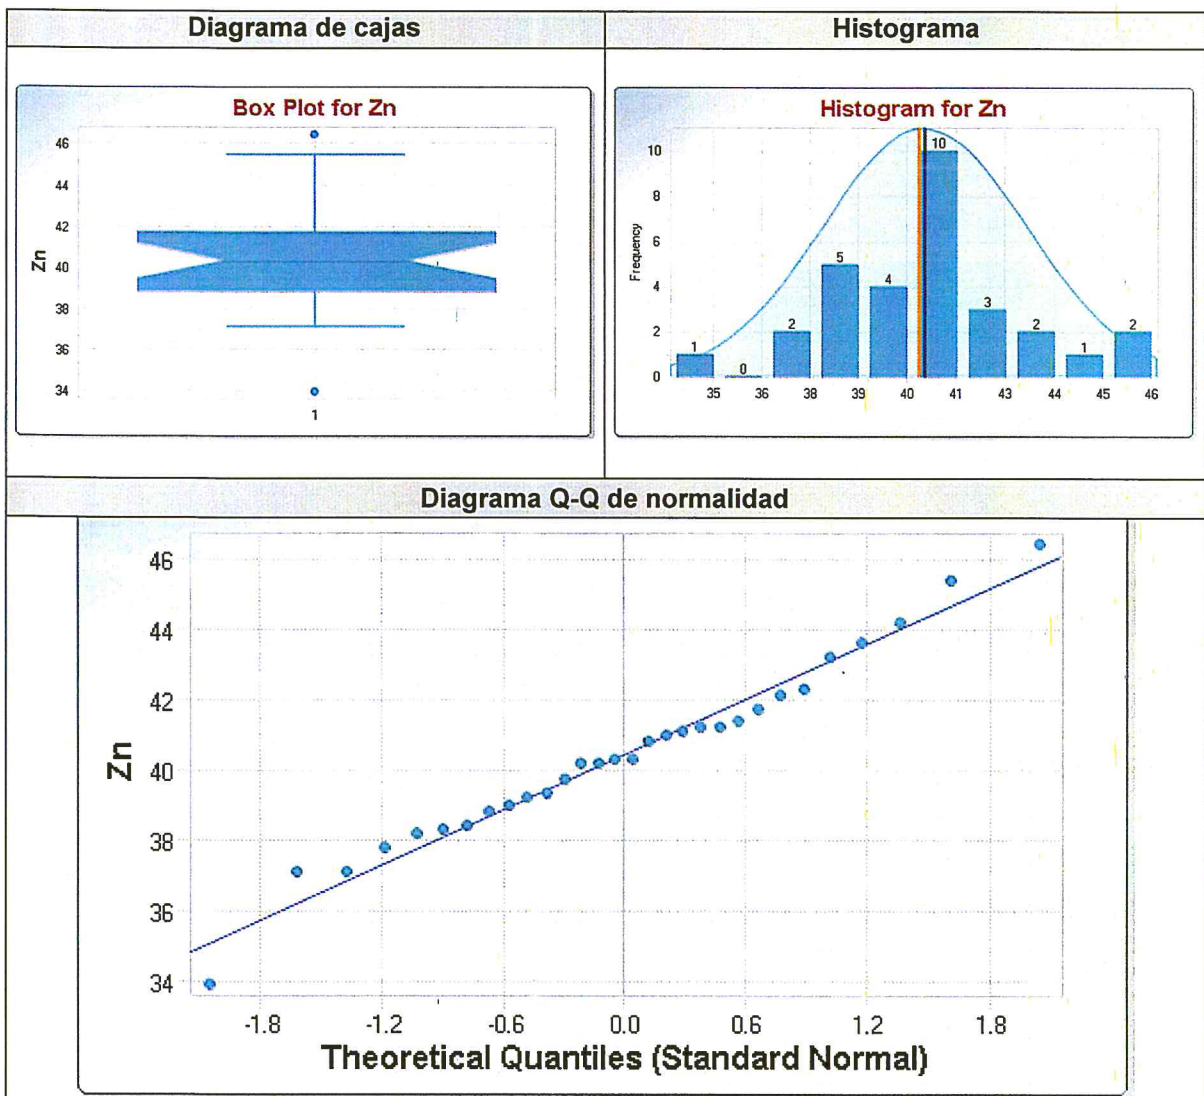 Diagrama de cajas
Histograma
Box Plot for Zn
46
44
42
40
38
36
34
Zn
1
Histogram for Zn
10
8
6
4
2
0
Frequency
1
0
2
5
4
10
3
2
1
2
35 36 38 39 40 41 43 44 45 46
Diagrama Q-Q de normalidad
46
44
42
40
38
36
34
Zn
-1.8 -1.2 -0.6 0.0 0.6 1.2 1.8
Theoretical Quantiles (Standard Normal)